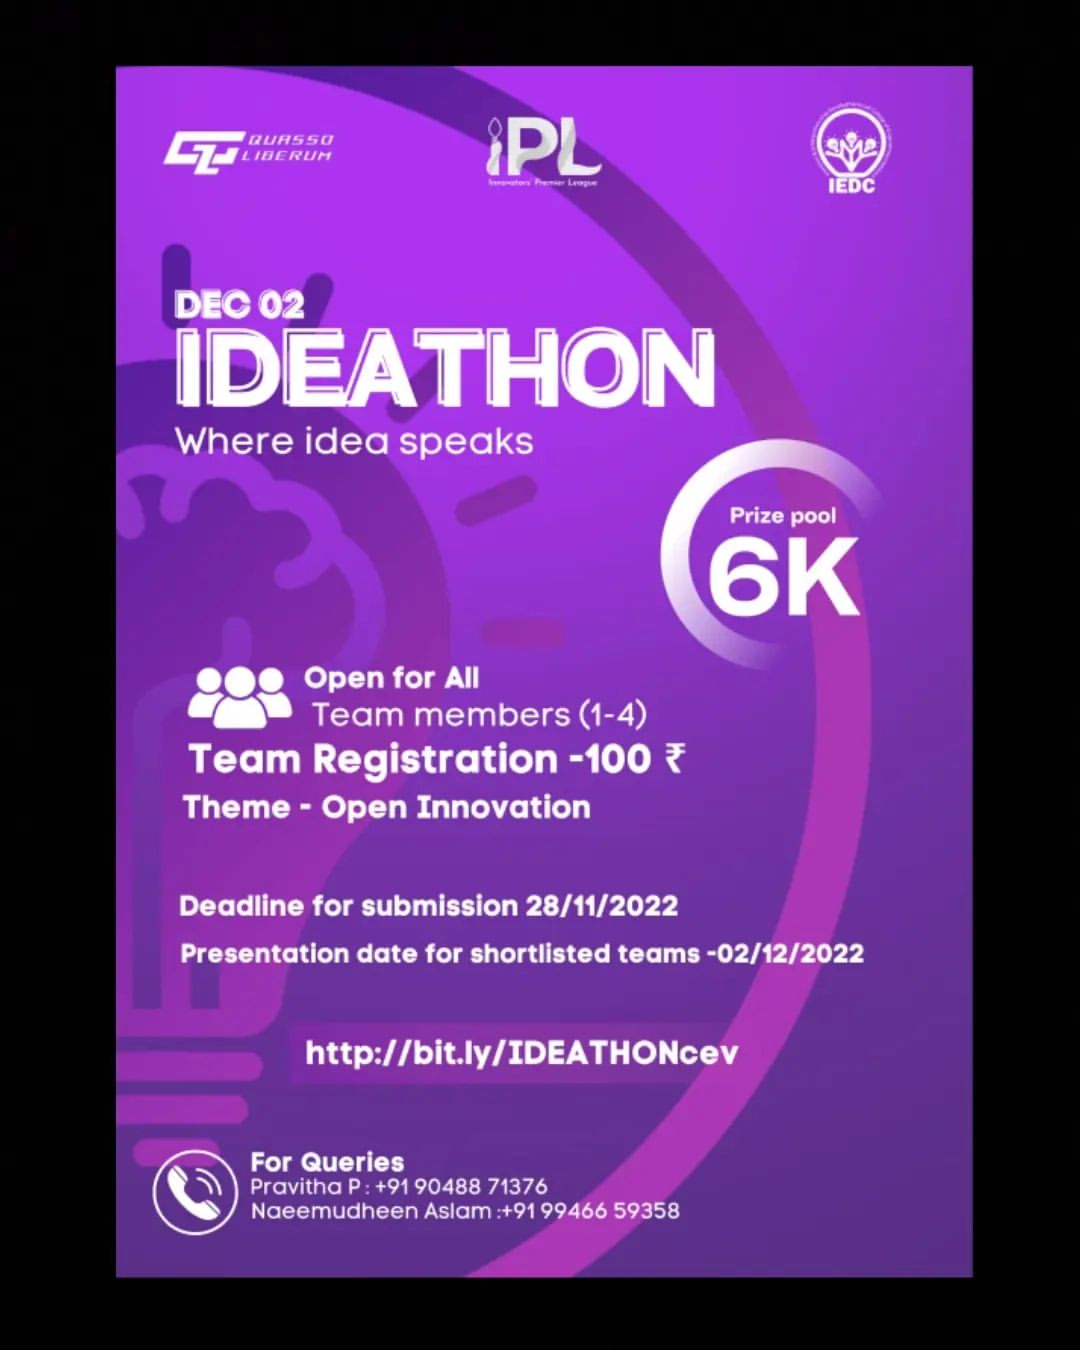 QUASSO
LIBERUM
iPL
Innovators' Premier League
IEDC
DEC 02
IDEATHON
Where idea speaks
Prize pool
6K
Open for All
Team members (1-4)
Team Registration -100 ₹
Theme - Open Innovation
Deadline for submission 28/11/2022
Presentation date for shortlisted teams -02/12/2022
http://bit.ly/IDEATHONcev
For Queries
Pravitha P : +91 90488 71376
Naeemudheen Aslam :+91 99466 59358